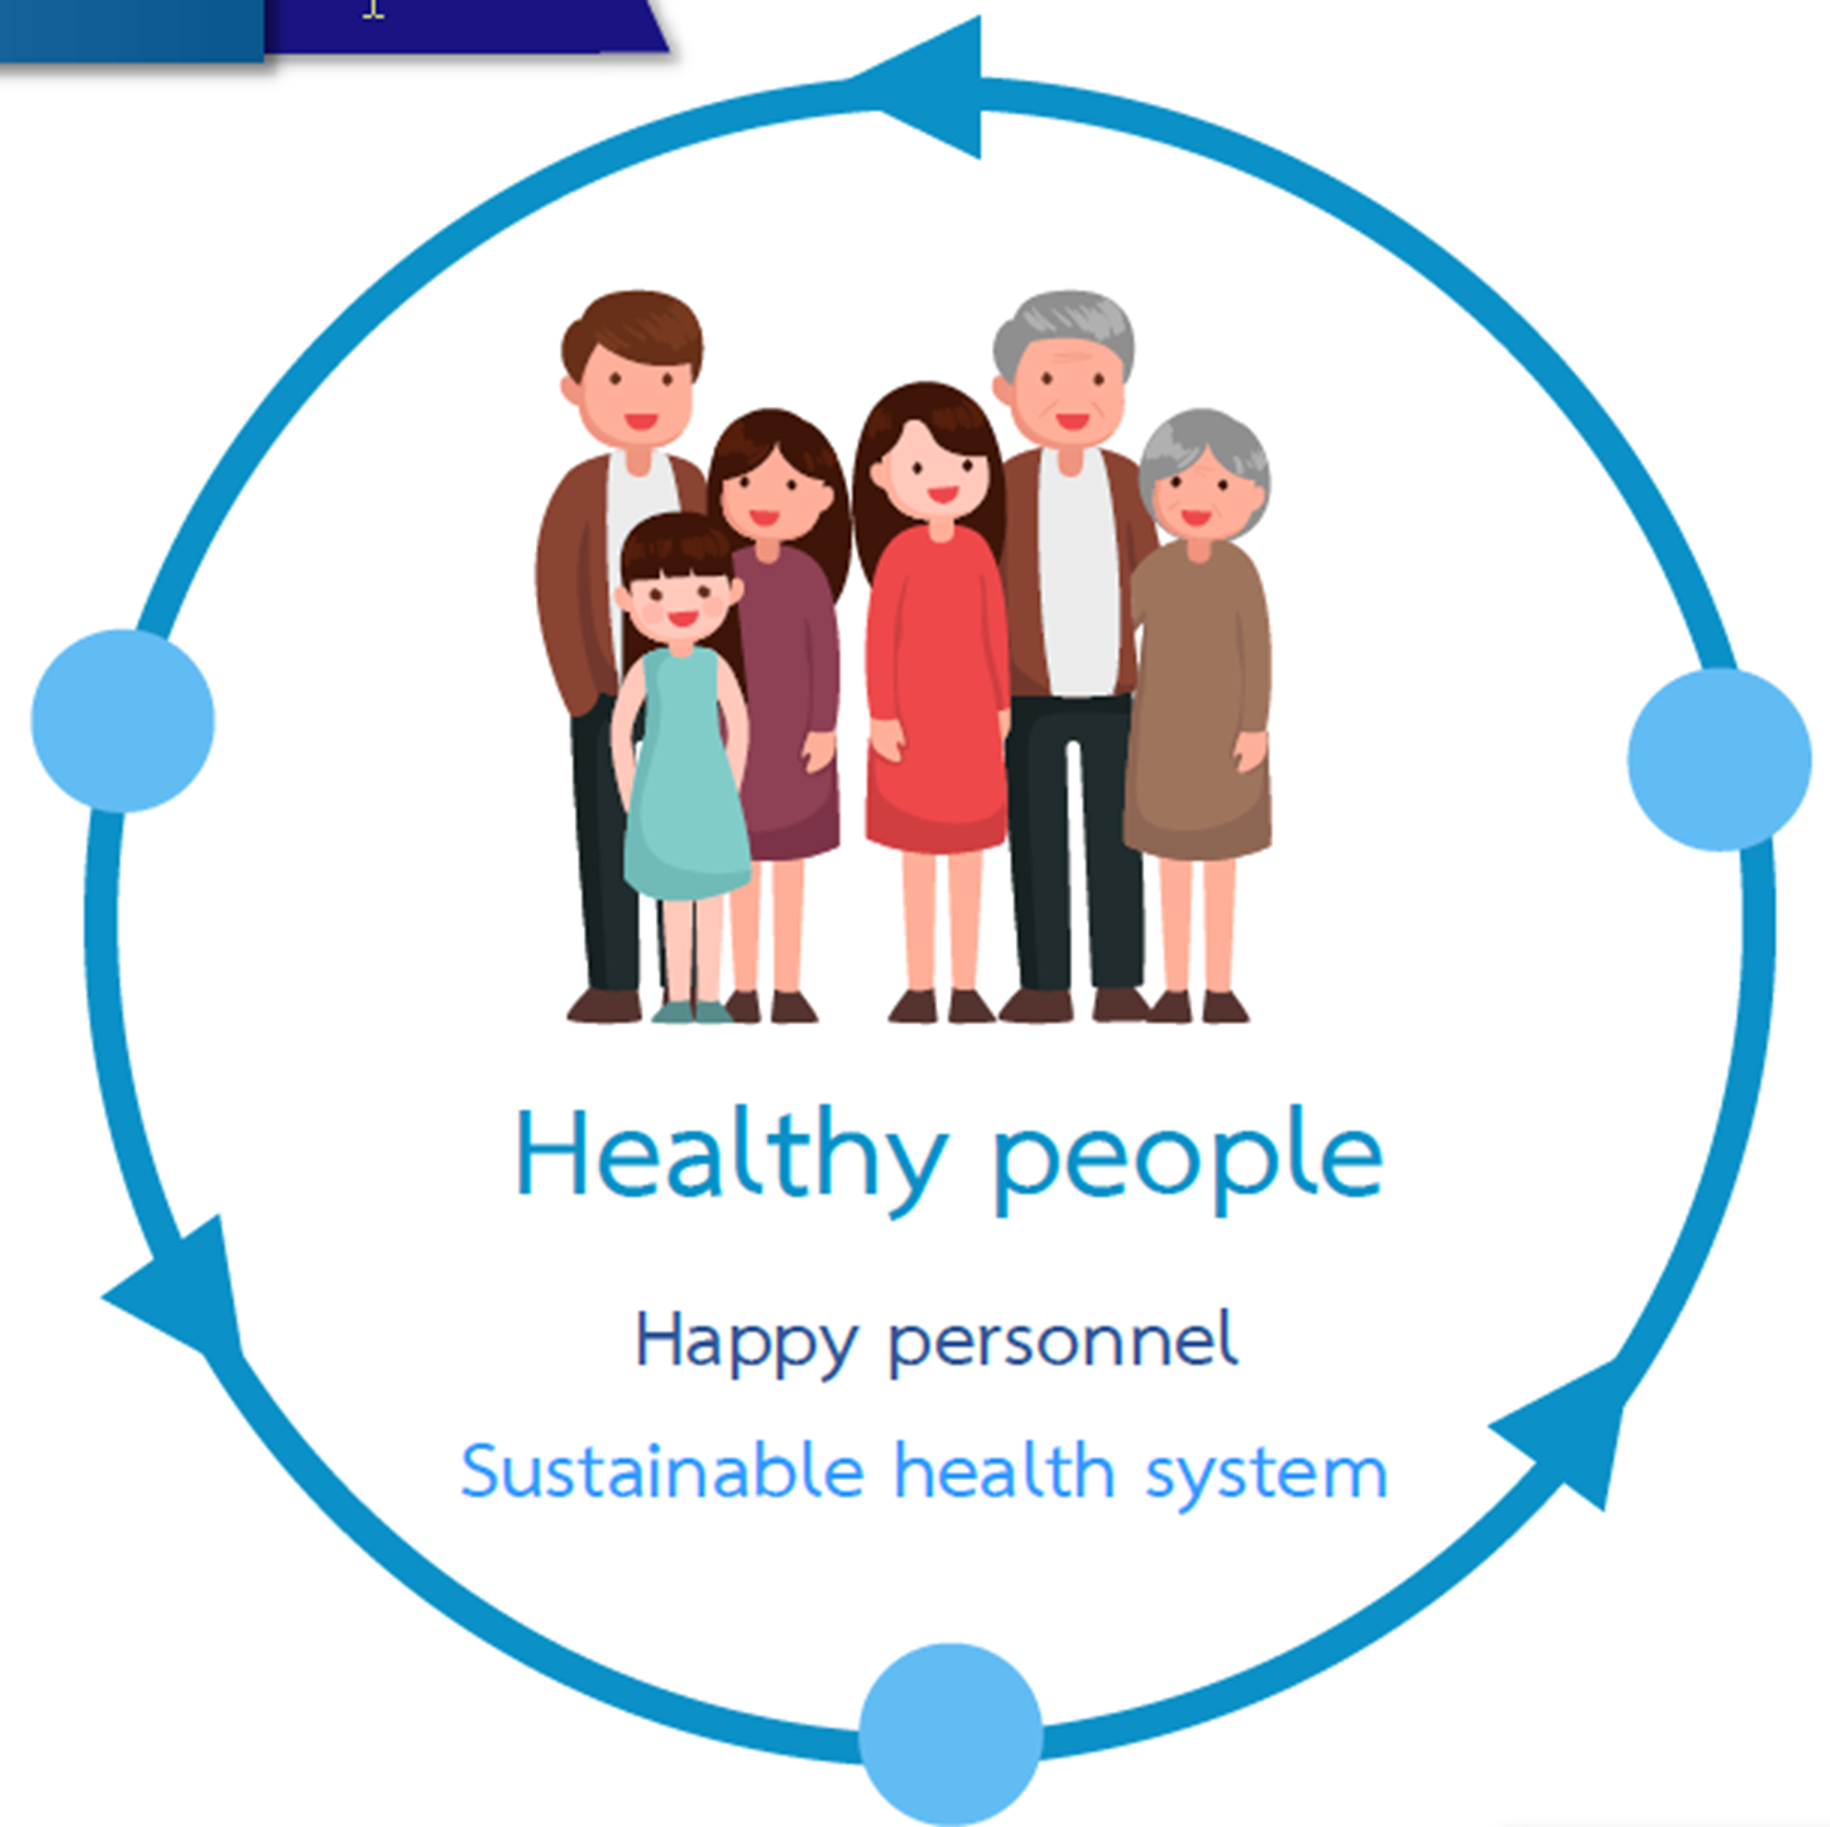 Healthy people
Happy personnel
Sustainable health system